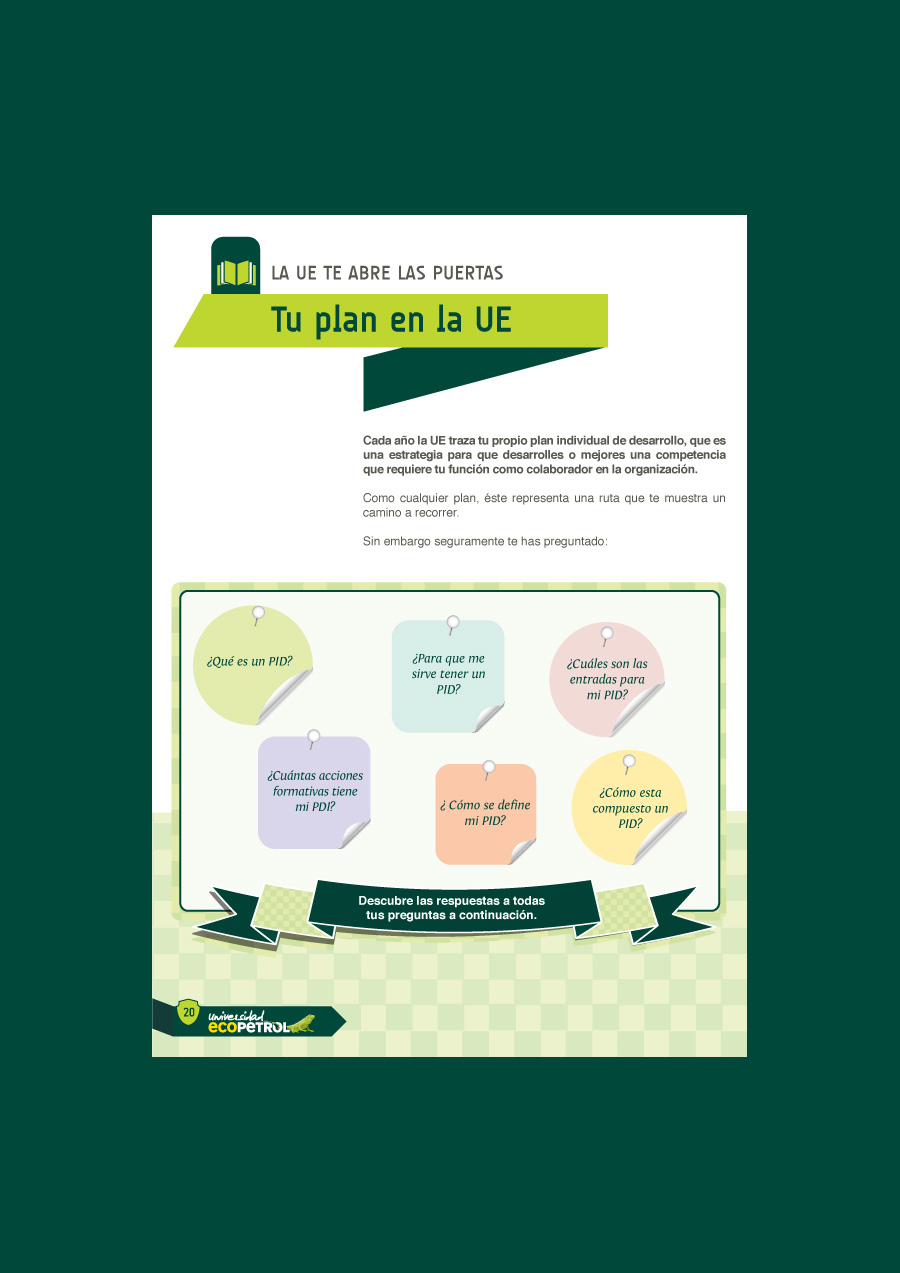 LA UE TE ABRE LAS PUERTAS
Tu plan en la UE
Cada año la UE traza tu propio plan individual de desarrollo, que es
una estrategia para que desarrolles o mejores una competencia
que requiere tu función como colaborador en la organización.
Como cualquier plan, éste representa una ruta que te muestra un
camino a recorrer.
Sin embargo seguramente te has preguntado:
¿Qué es un PID?
¿Para que me
sirve tener un
PID?
¿Cuáles son las
entradas para
mi PID?
¿Cuántas acciones
formativas tiene
mi PDI?
¿ Cómo se define
mi PID?
¿Cómo esta
compuesto un
PID?
Descubre las respuestas a todas
tus preguntas a continuación.
20
universidad
ECOPETROL